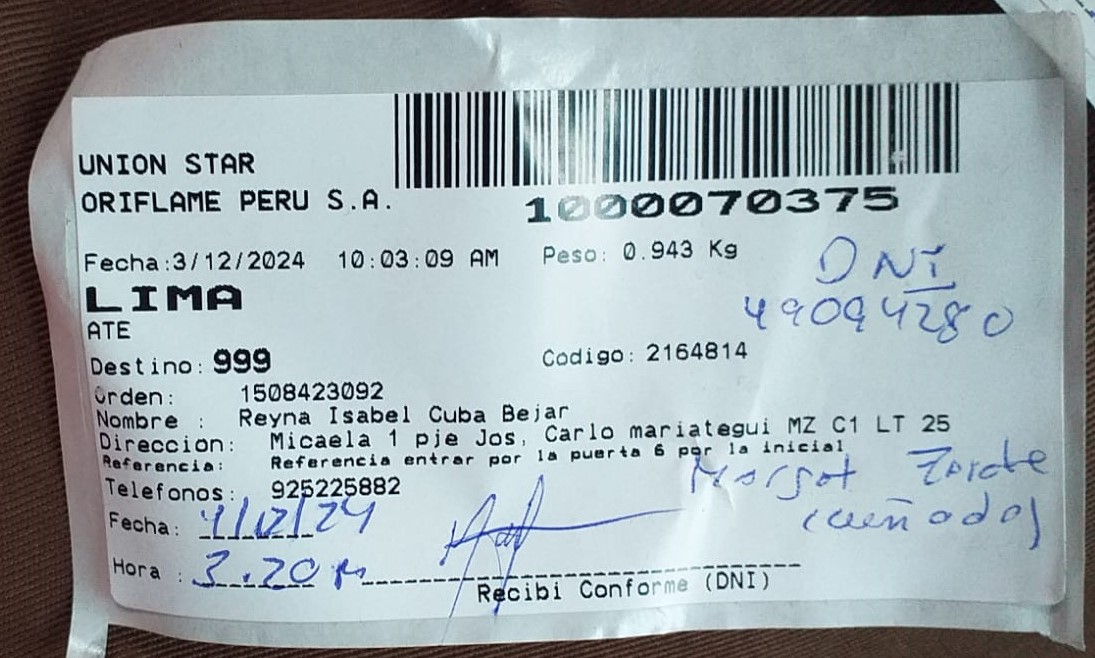 UNION STAR
ORIFLAME PERU S.A.
1000070375
Fecha:3/12/2024 10:03:09 AM Peso: 0.943 Kg
DNI
49094280
LIMA
ATE
Destino: 999 Codigo: 2164814
Orden: 1508423092
Nombre : Reyna Isabel Cuba Bejar
Direccion: Micaela 1 pje Jos, Carlo mariategui MZ C1 LT 25
Referencia: Referencia entrar por la puerta 6 por la inicial
Telefonos: 925225882
Margot Zarate
(cuñada)
Fecha: 4/12/24
Hora : 3.20
Recibi Conforme (DNI)